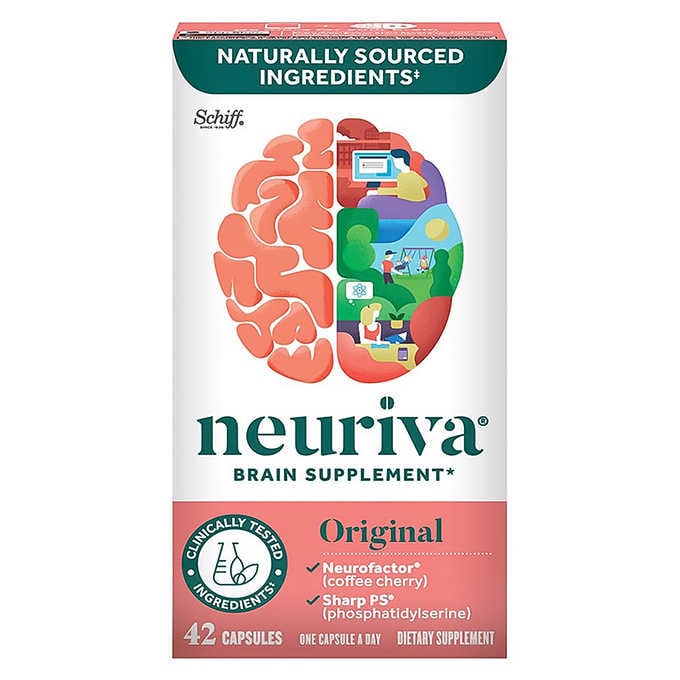 NATURALLY SOURCED
INGREDIENTS‡
Schiff®
SINCE 1936
neuriva®
BRAIN SUPPLEMENT*
CLINICALLY TESTED
INGREDIENTS‡
Original
Neurofactor®
(coffee cherry)
Sharp PS®
(phosphatidylserine)
42 CAPSULES
ONE CAPSULE A DAY
DIETARY SUPPLEMENT